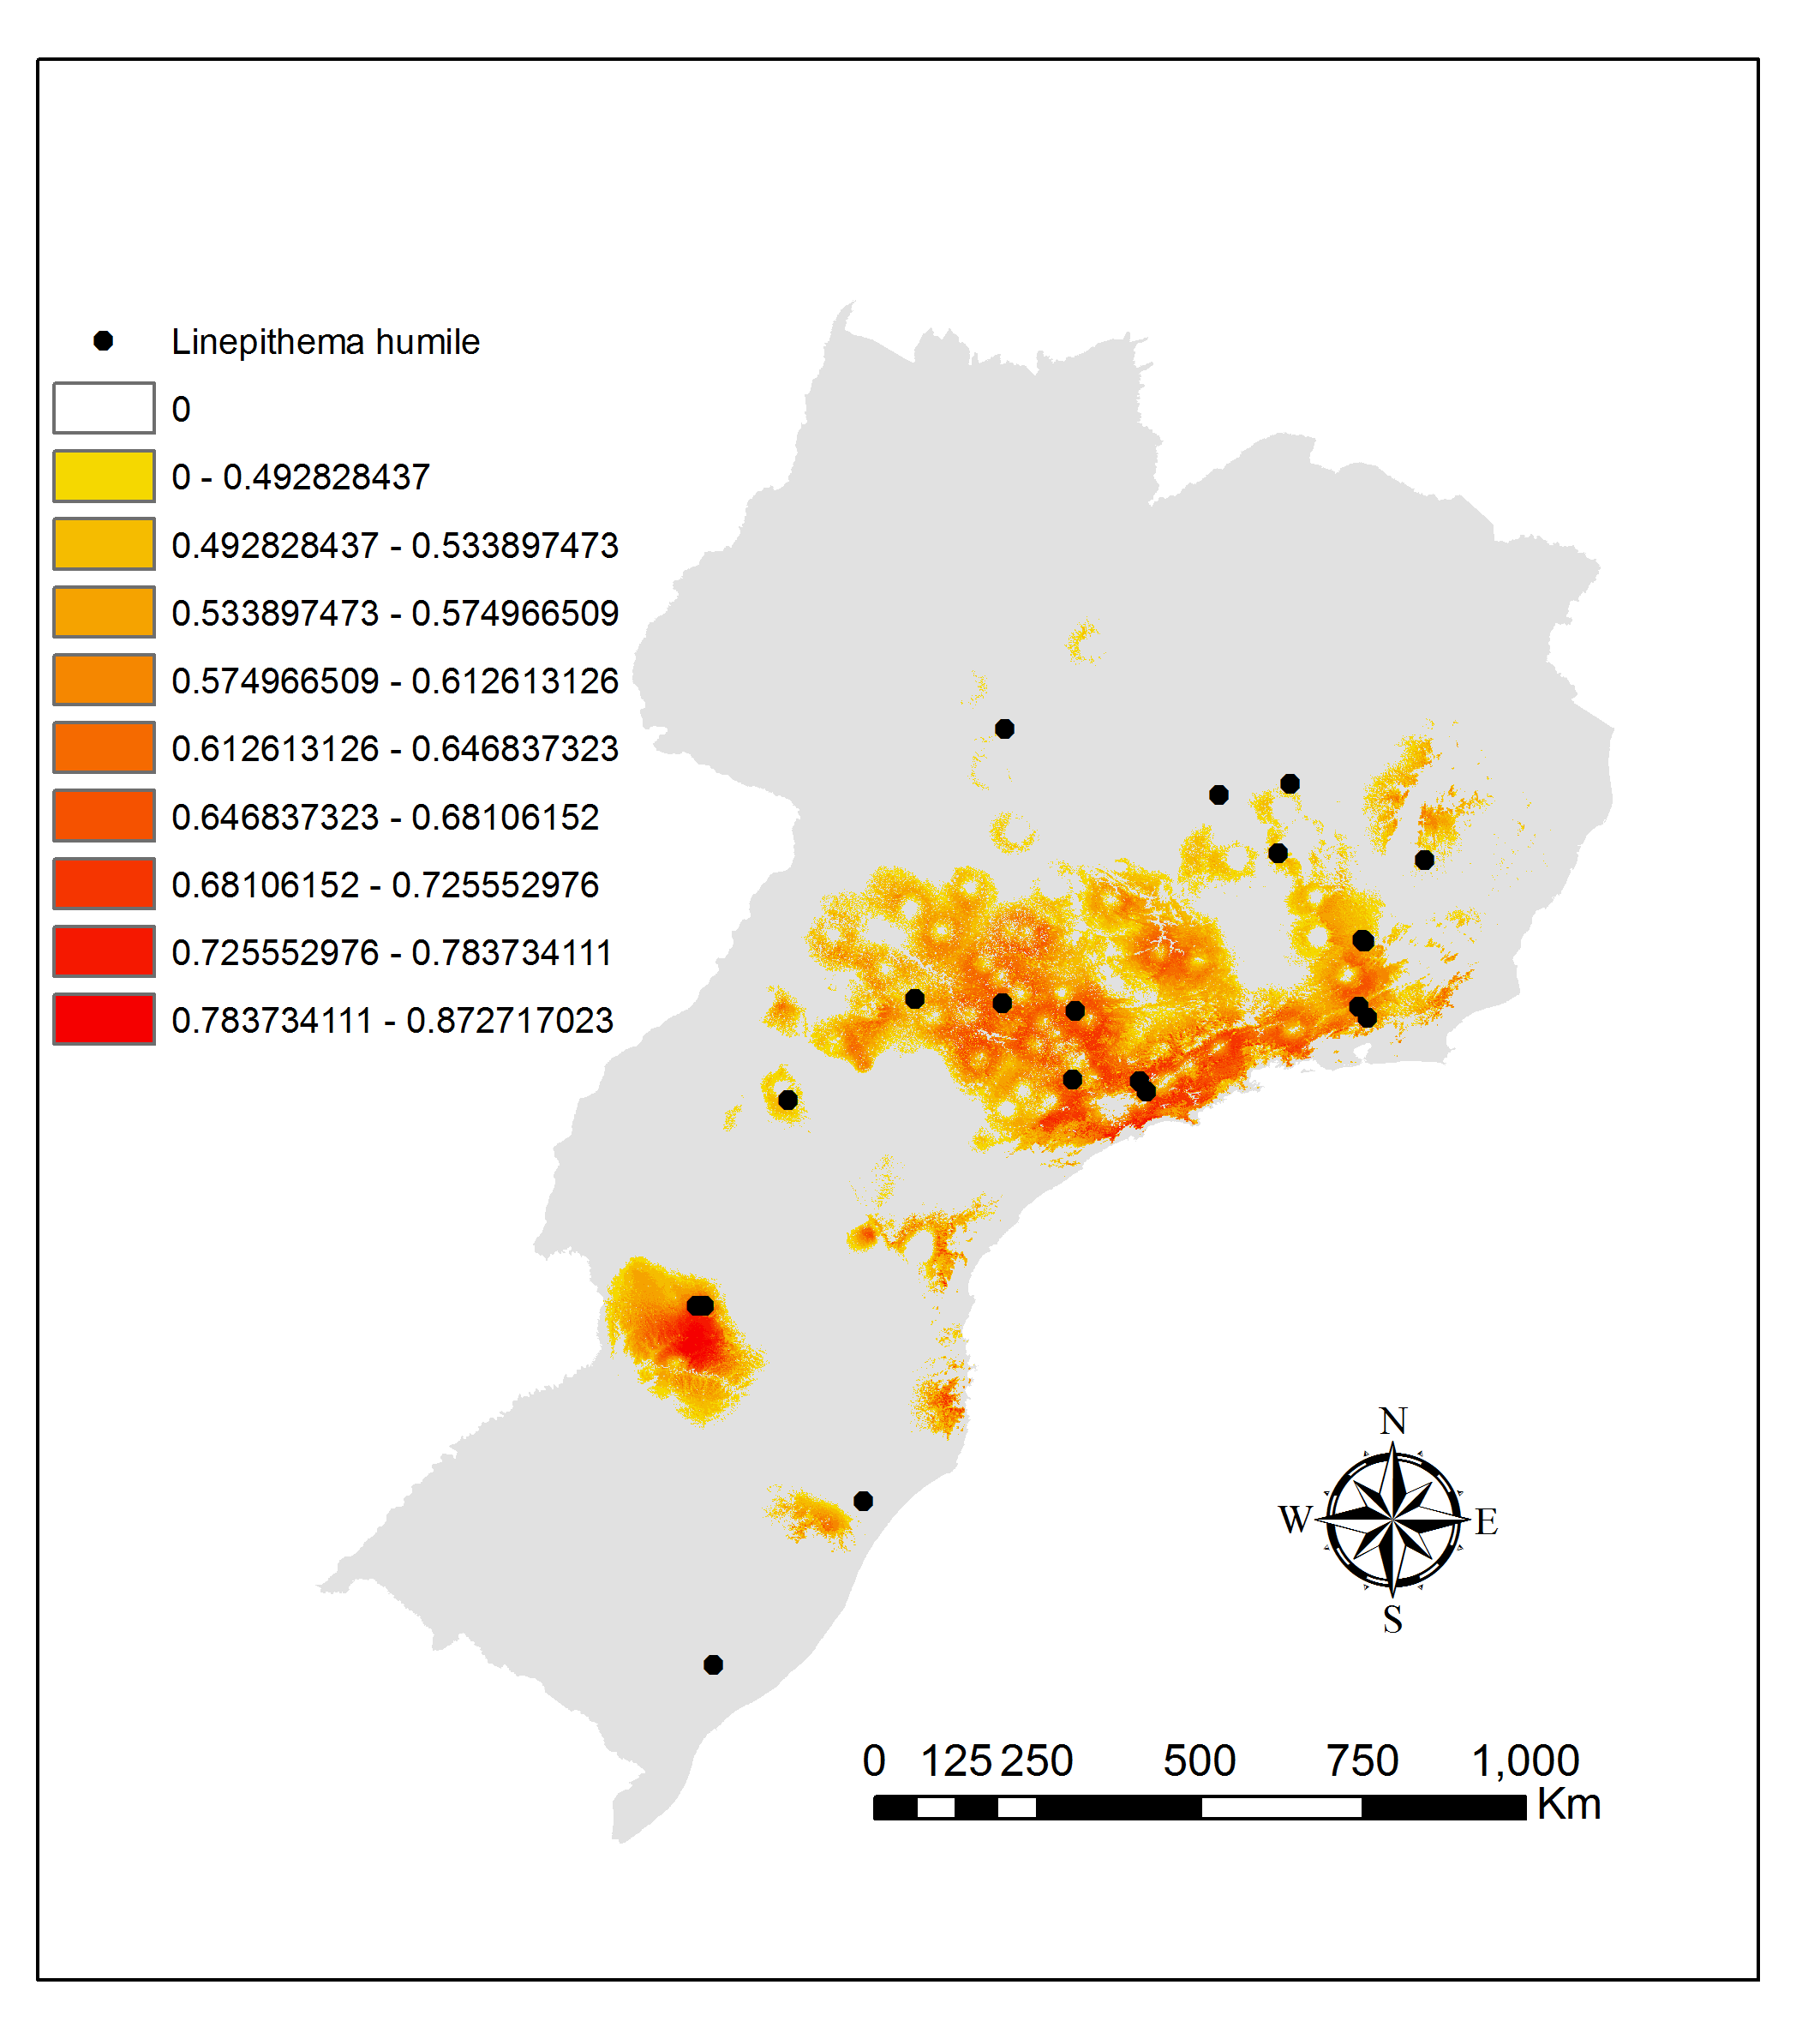 Linepithema humile
0
0 - 0.492828437
0.492828437 - 0.533897473
0.533897473 - 0.574966509
0.574966509 - 0.612613126
0.612613126 - 0.646837323
0.646837323 - 0.68106152
0.68106152 - 0.725552976
0.725552976 - 0.783734111
0.783734111 - 0.872717023
N
W E
S
0 125 250 500 750 1,000
Km